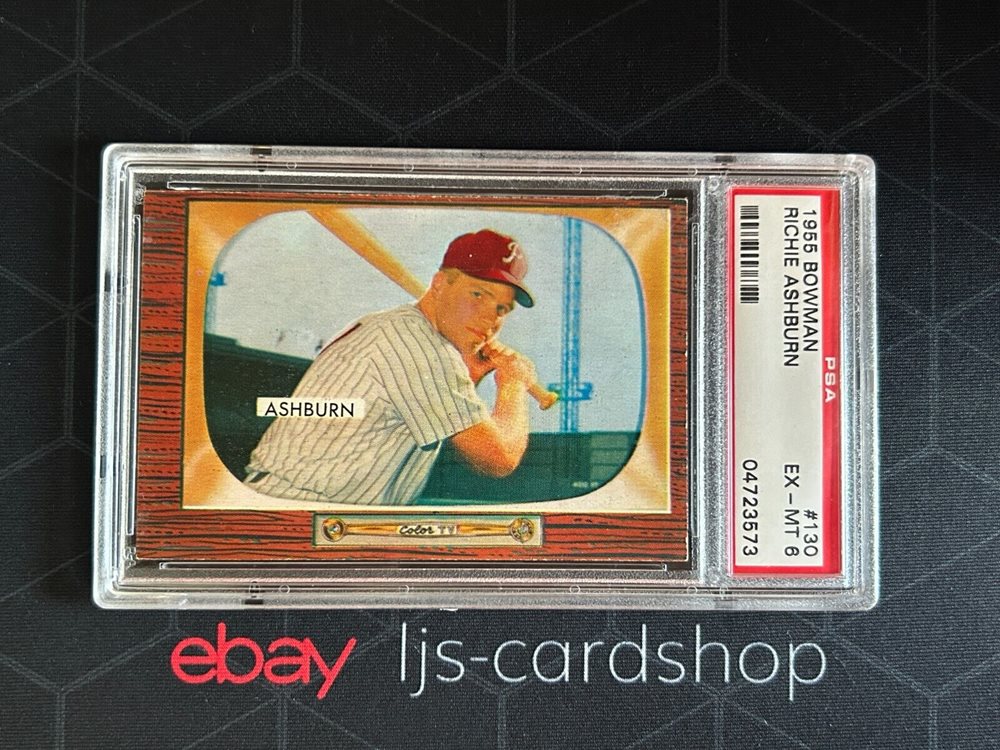 P
ASHBURN
Color TV
1955 BOWMAN
RICHIE ASHBURN
#130
EX - MT 6
04723573
PSA
ebay ljs-cardshop